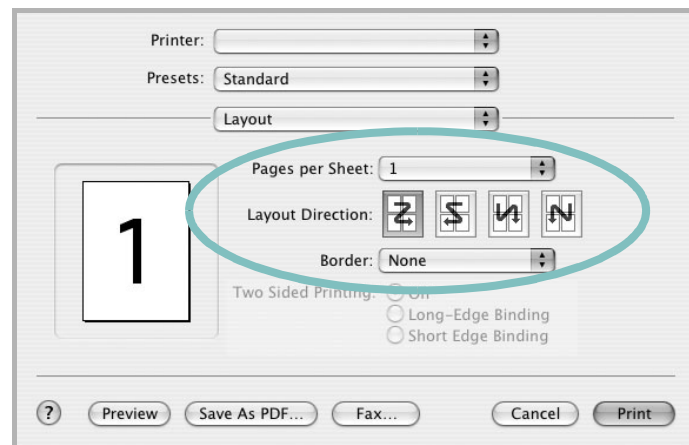 Printer:
Presets: Standard
Layout
Pages per Sheet: 1
Layout Direction:
1
Border: None
Two Sided Printing: Off
Long-Edge Binding
Short Edge Binding
? Preview Save As PDF... Fax... Cancel Print